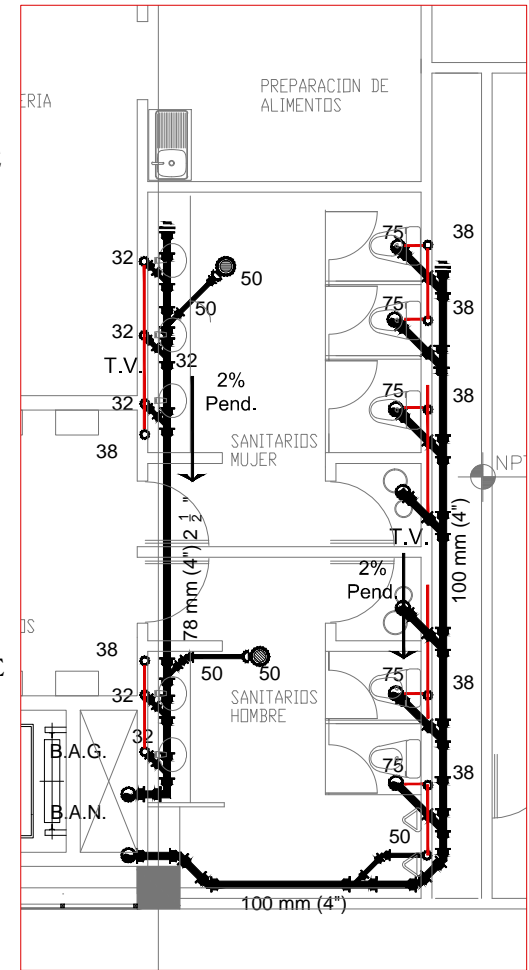 PREPARACION DE
ALIMENTOS
ERIA
75
38
32
50
75
38
50
32
T.V.
32
2%
Pend.
75
38
32
38
SANITARIOS
MUJER
NPT
78 mm (4") 2 1/2 "
T.V.
100 mm (4")
2%
Pend.
OS
38
50
50
75
38
32
SANITARIOS
HOMBRE
32
B.A.G.
75
38
B.A.N.
50
100 mm (4")